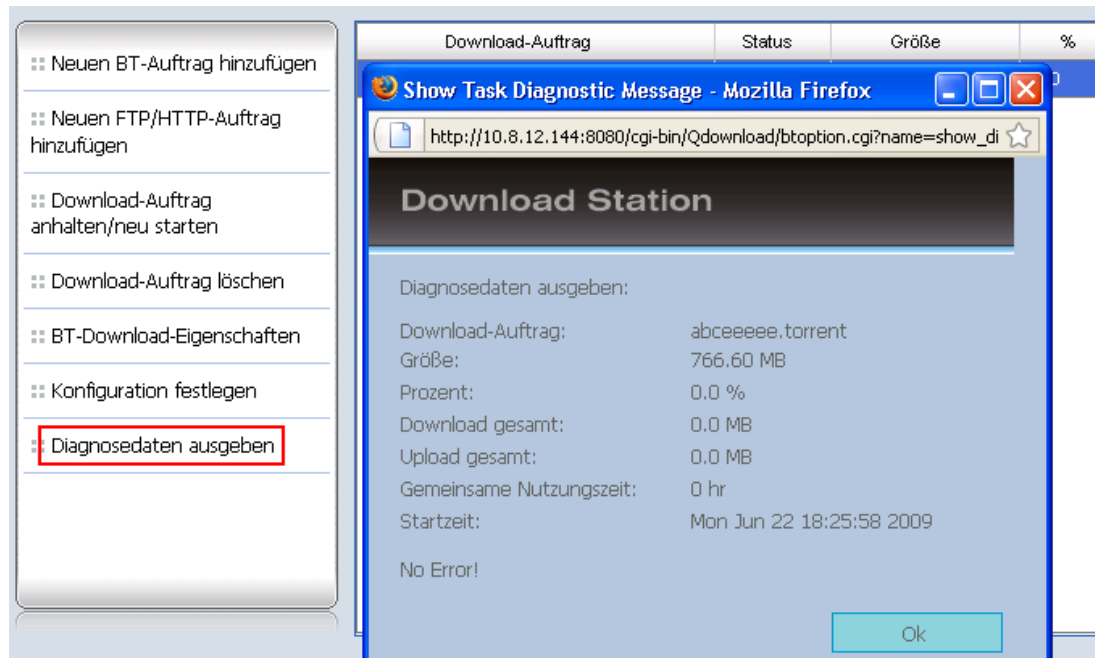 Neuen BT-Auftrag hinzufügen
Neuen FTP/HTTP-Auftrag
hinzufügen
Download-Auftrag
anhalten/neu starten
Download-Auftrag löschen
BT-Download-Eigenschaften
Konfiguration festlegen
Diagnosedaten ausgeben
Download-Auftrag Status Größe %
Show Task Diagnostic Message - Mozilla Firefox
http://10.8.12.144:8080/cgi-bin/Qdownload/btoption.cgi?name=show_di
Download Station
Diagnosedaten ausgeben:
Download-Auftrag: abceeeee.torrent
Größe: 766.60 MB
Prozent: 0.0 %
Download gesamt: 0.0 MB
Upload gesamt: 0.0 MB
Gemeinsame Nutzungszeit: 0 hr
Startzeit: Mon Jun 22 18:25:58 2009
No Error!
Ok